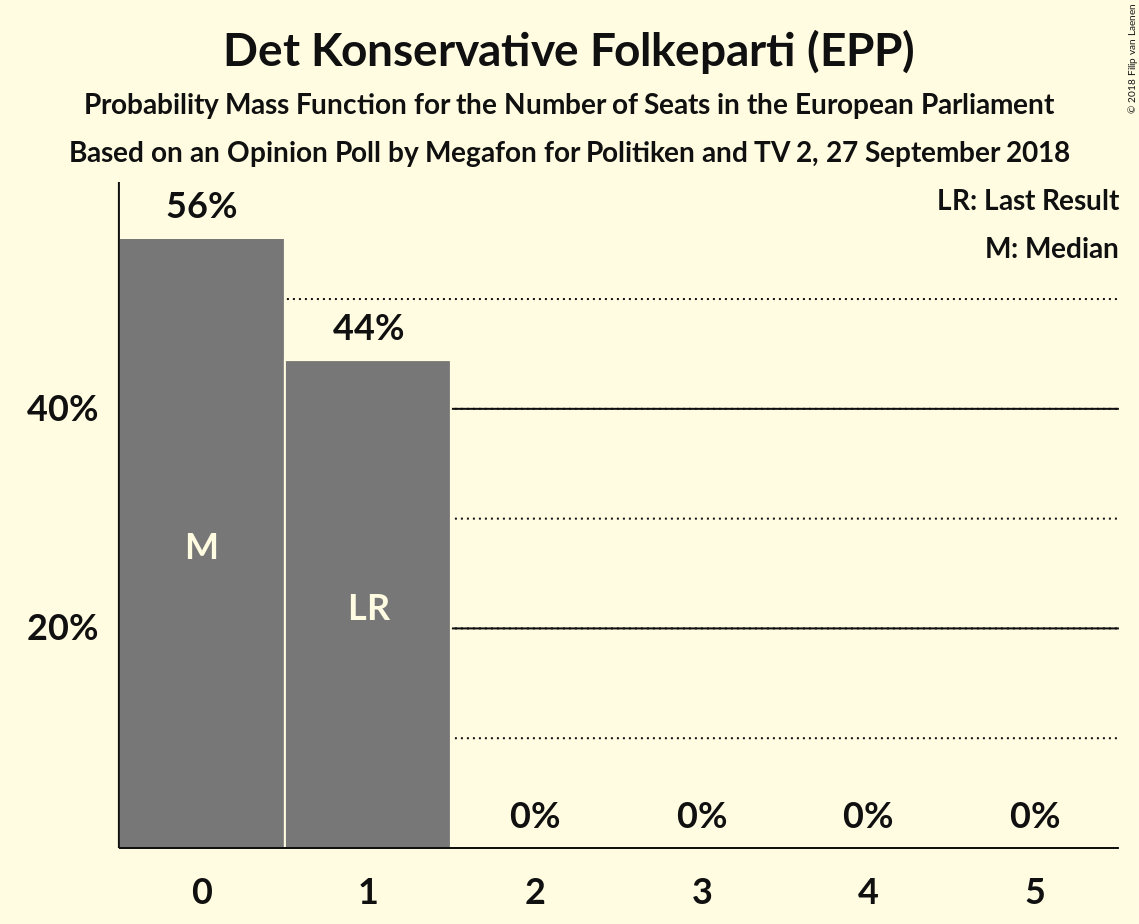 Det Konservative Folkeparti (EPP)
Probability Mass Function for the Number of Seats in the European Parliament
Based on an Opinion Poll by Megafon for Politiken and TV 2, 27 September 2018
© 2018 Filip van Laenen
LR: Last Result
M: Median
56%
44%
40%
M
LR
20%
0% 0% 0% 0%
0 1 2 3 4 5